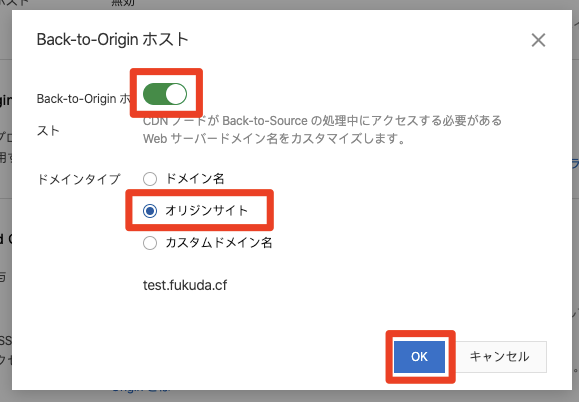 ホスト
無効
Back-to-Origin ホスト
Back-to-Origin ホ
スト
CDN ノードが Back-to-Source の処理中にアクセスする必要がある
Web サーバードメイン名をカスタマイズします。
ドメインタイプ
ドメイン名
オリジンサイト
カスタムドメイン名
test.fukuda.cf
OK
キャンセル